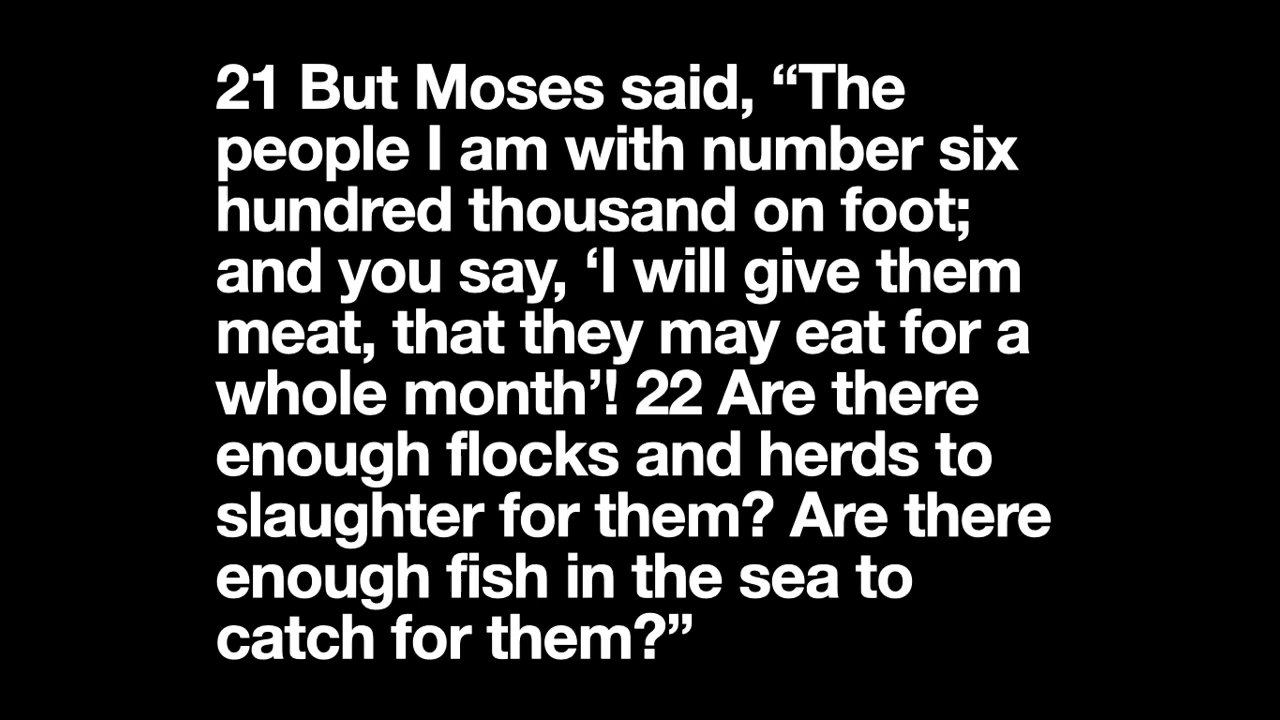 21 But Moses said, “The
people I am with number six
hundred thousand on foot;
and you say, ‘I will give them
meat, that they may eat for a
whole month’! 22 Are there
enough flocks and herds to
slaughter for them? Are there
enough fish in the sea to
catch for them?”